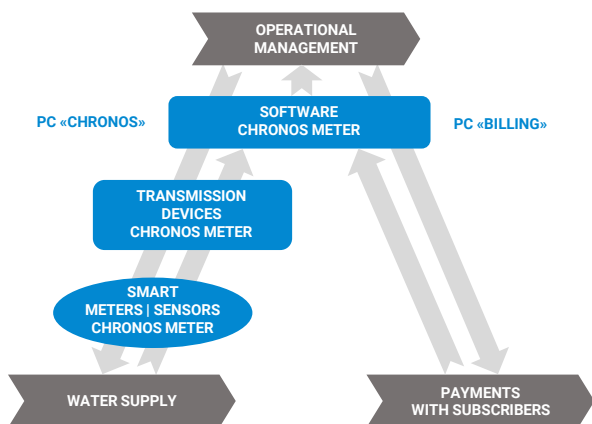 OPERATIONAL
MANAGEMENT
PC «CHRONOS»
SOFTWARE
CHRONOS METER
PC «BILLING»
TRANSMISSION
DEVICES
CHRONOS METER
SMART
METERS | SENSORS
CHRONOS METER
WATER SUPPLY
PAYMENTS
WITH SUBSCRIBERS